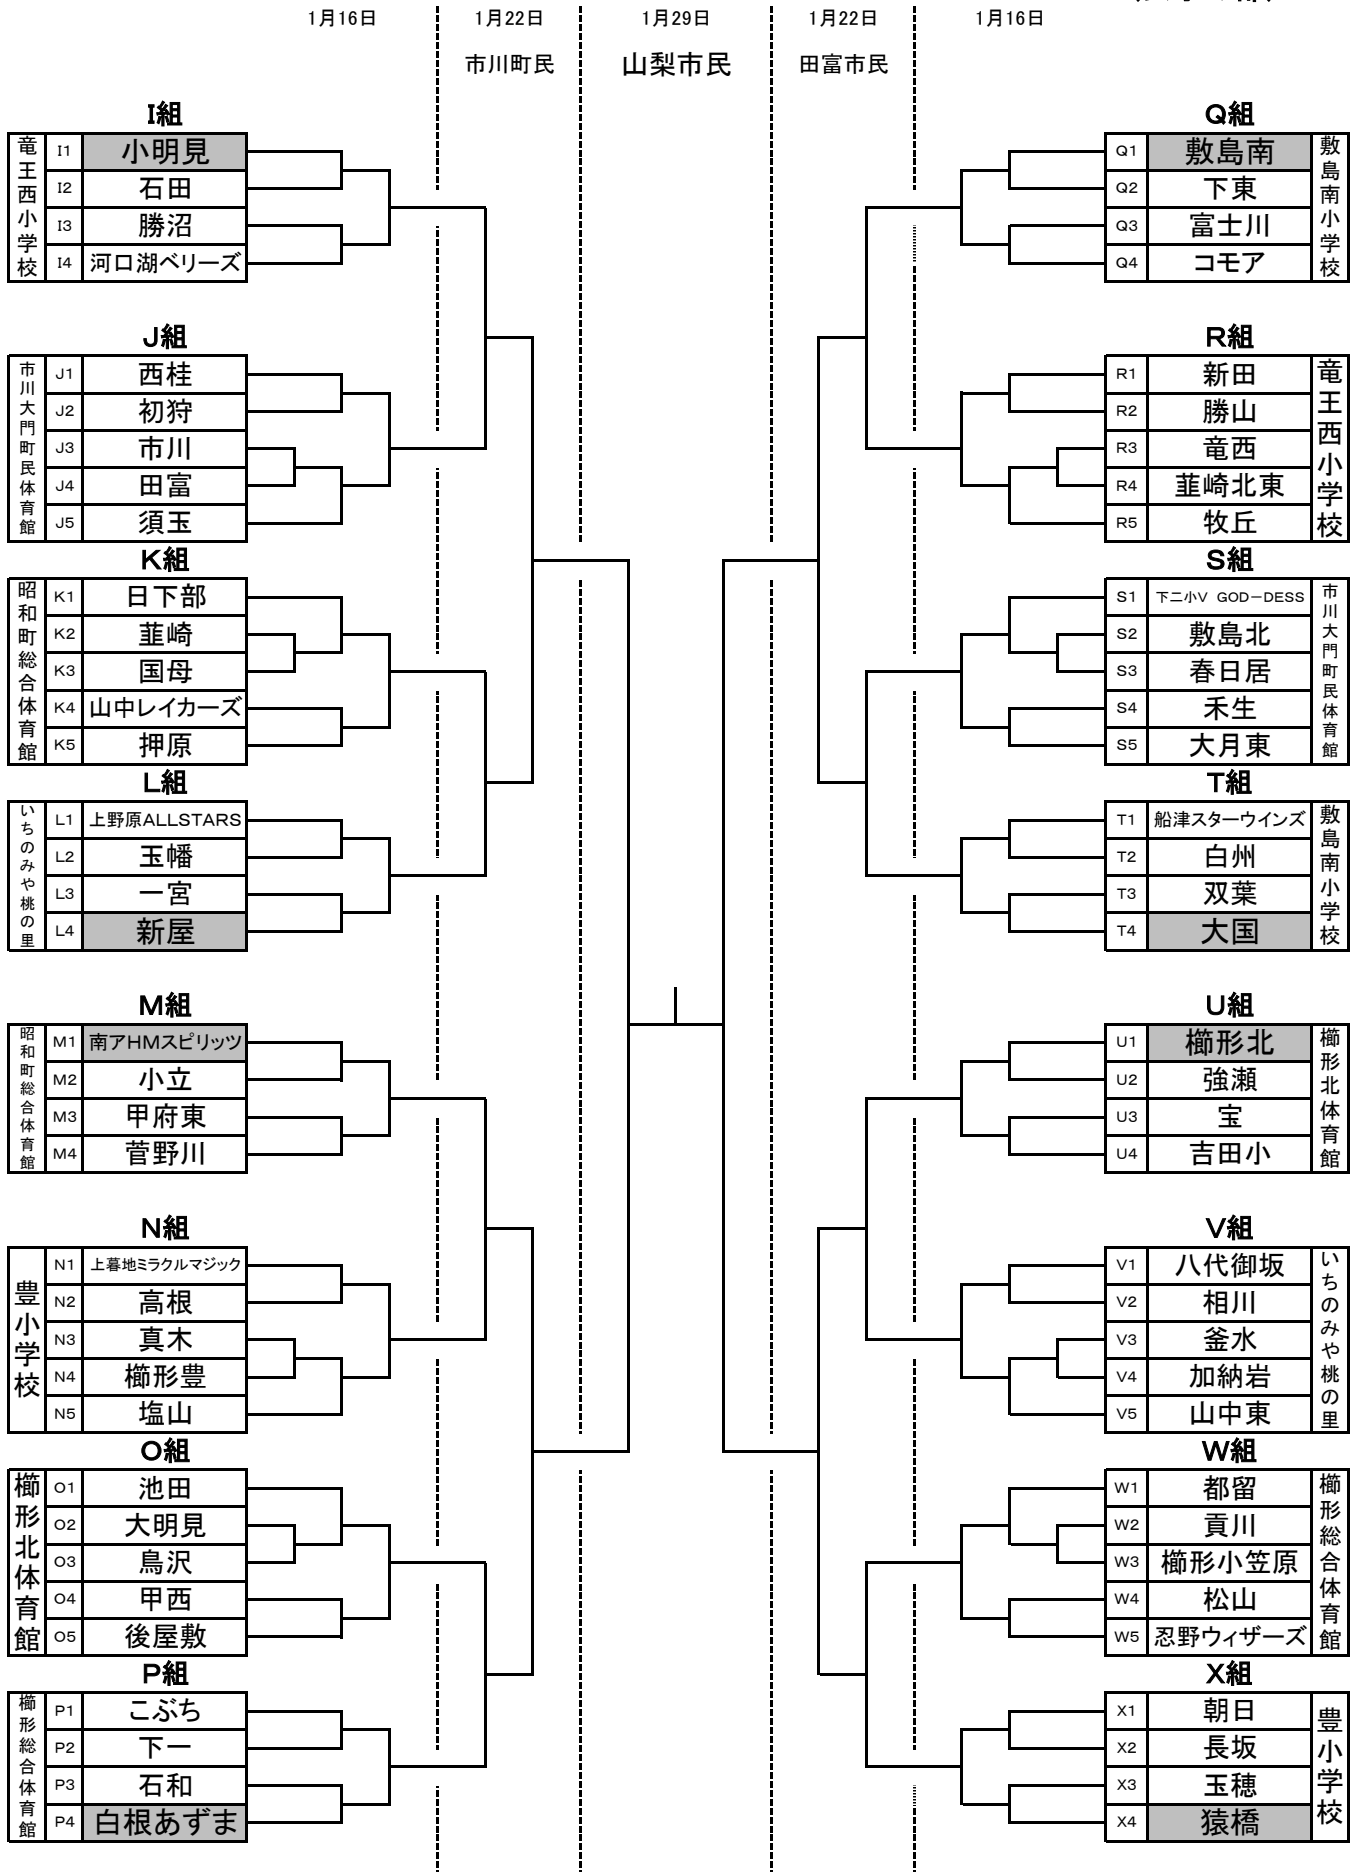 1月16日 1月22日 1月29日 1月22日 1月16日
市川町民 山梨市民 田富市民
I組
竜王西小学校
I1 小明見
I2 石田
I3 勝沼
I4 河口湖ベリーズ
J組
市川大門町民体育館
J1 西桂
J2 初狩
J3 市川
J4 田富
J5 須玉
K組
昭和町総合体育館
K1 日下部
K2 韮崎
K3 国母
K4 山中レイカーズ
K5 押原
L組
いちのみや桃の里
L1 上野原ALLSTARS
L2 玉幡
L3 一宮
L4 新屋
M組
昭和町総合体育館
M1 南アHMスピリッツ
M2 小立
M3 甲府東
M4 菅野川
N組
豊小学校
N1 上暮地ミラクルマジック
N2 高根
N3 真木
N4 櫛形豊
N5 塩山
O組
櫛形北体育館
O1 池田
O2 大明見
O3 鳥沢
O4 甲西
O5 後屋敷
P組
櫛形総合体育館
P1 こぶち
P2 下一
P3 石和
P4 白根あずま
Q組
敷島南小学校
Q1 敷島南
Q2 下東
Q3 富士川
Q4 コモア
R組
竜王西小学校
R1 新田
R2 勝山
R3 竜西
R4 韮崎北東
R5 牧丘
S組
市川大門町民体育館
S1 下二小V GOD－DESS
S2 敷島北
S3 春日居
S4 禾生
S5 大月東
T組
敷島南小学校
T1 船津スターウインズ
T2 白州
T3 双葉
T4 大国
U組
櫛形北体育館
U1 櫛形北
U2 強瀬
U3 宝
U4 吉田小
V組
いちのみや桃の里
V1 八代御坂
V2 相川
V3 釜水
V4 加納岩
V5 山中東
W組
櫛形総合体育館
W1 都留
W2 貢川
W3 櫛形小笠原
W4 松山
W5 忍野ウィザーズ
X組
豊小学校
X1 朝日
X2 長坂
X3 玉穂
X4 猿橋